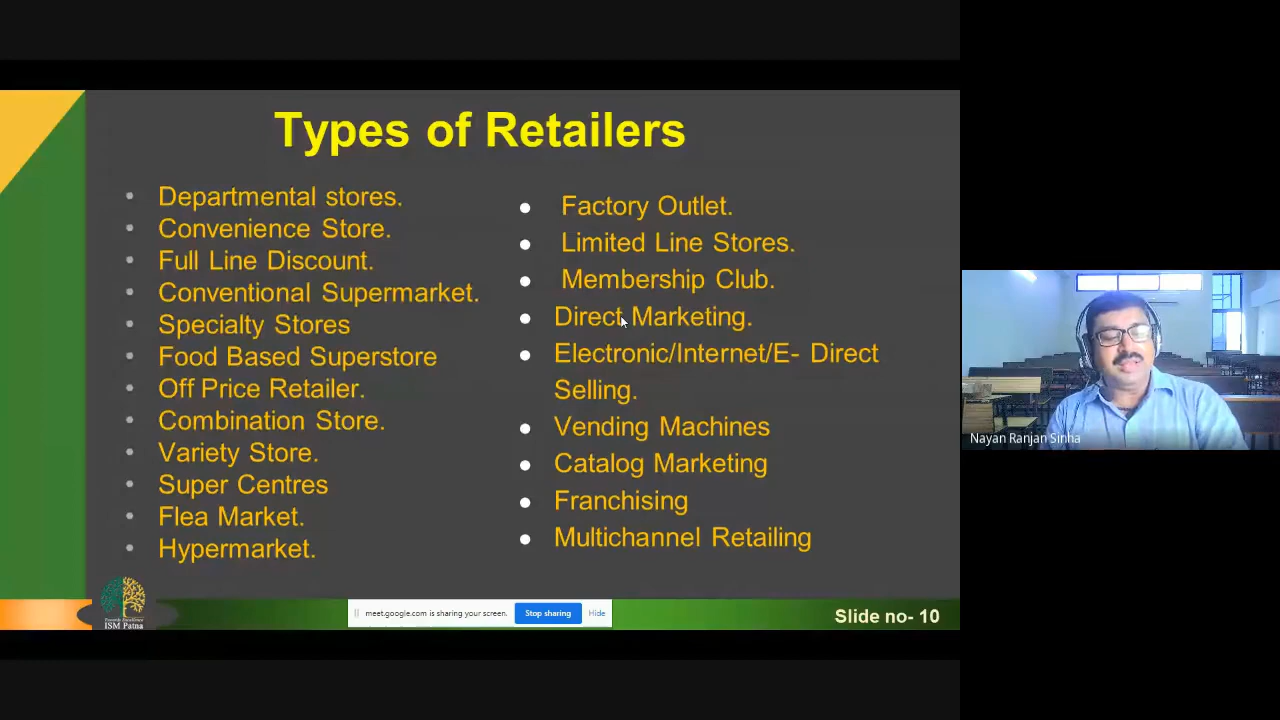 Types of Retailers
Departmental stores.
Convenience Store.
Full Line Discount.
Conventional Supermarket.
Specialty Stores
Food Based Superstore
Off Price Retailer.
Combination Store.
Variety Store.
Super Centres
Flea Market.
Hypermarket.
Factory Outlet.
Limited Line Stores.
Membership Club.
Direct Marketing.
Electronic/Internet/E- Direct
Selling.
Vending Machines
Catalog Marketing
Franchising
Multichannel Retailing
Towards Excellence
ISM Patna
meet.google.com is sharing your screen.
Stop sharing
Hide
Slide no- 10
Nayan Ranjan Sinha